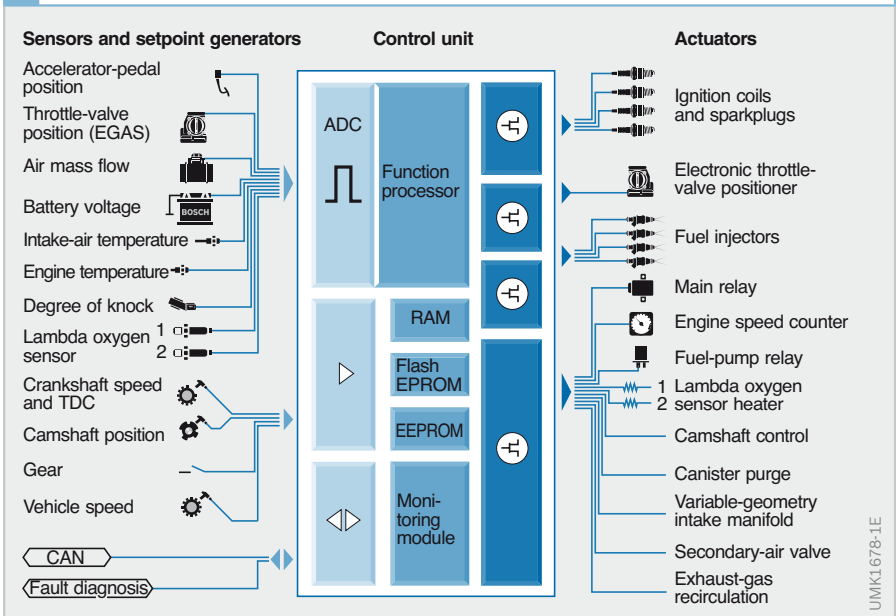 Sensors and setpoint generators
Control unit
Actuators
Accelerator-pedal
position
Throttle-valve
position (EGAS)
Air mass flow
Battery voltage
BOSCH
Intake-air temperature
Engine temperature
Degree of knock
Lambda oxygen
sensor
1
2
Crankshaft speed
and TDC
Camshaft position
Gear
Vehicle speed
CAN
Fault diagnosis
ADC
Function
processor
RAM
Flash
EPROM
EEPROM
Moni-
toring
module
Ignition coils
and sparkplugs
Electronic throttle-
valve positioner
Fuel injectors
Main relay
Engine speed counter
Fuel-pump relay
1 Lambda oxygen
2 sensor heater
Camshaft control
Canister purge
Variable-geometry
intake manifold
Secondary-air valve
Exhaust-gas
recirculation
UMK1678-1E